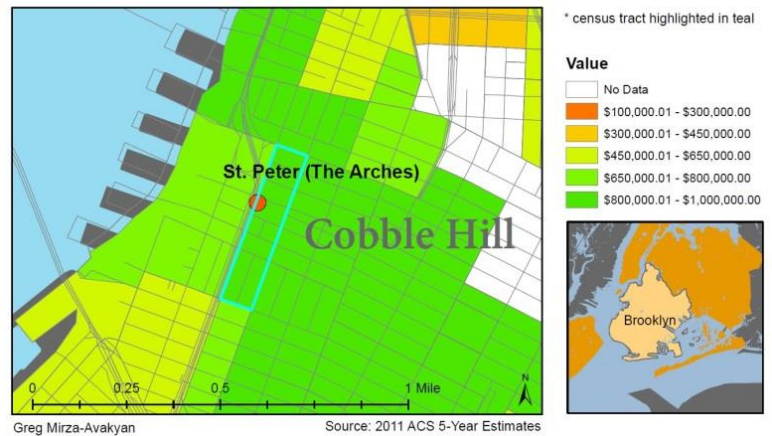 * census tract highlighted in teal
Value
No Data
$100,000.01 - $300,000.00
$300,000.01 - $450,000.00
$450,000.01 - $650,000.00
$650,000.01 - $800,000.00
$800,000.01 - $1,000,000.00
St. Peter (The Arches)
Cobble Hill
Brooklyn
0 0.25 0.5 1 Mile
N
Greg Mirza-Avakyan
Source: 2011 ACS 5-Year Estimates